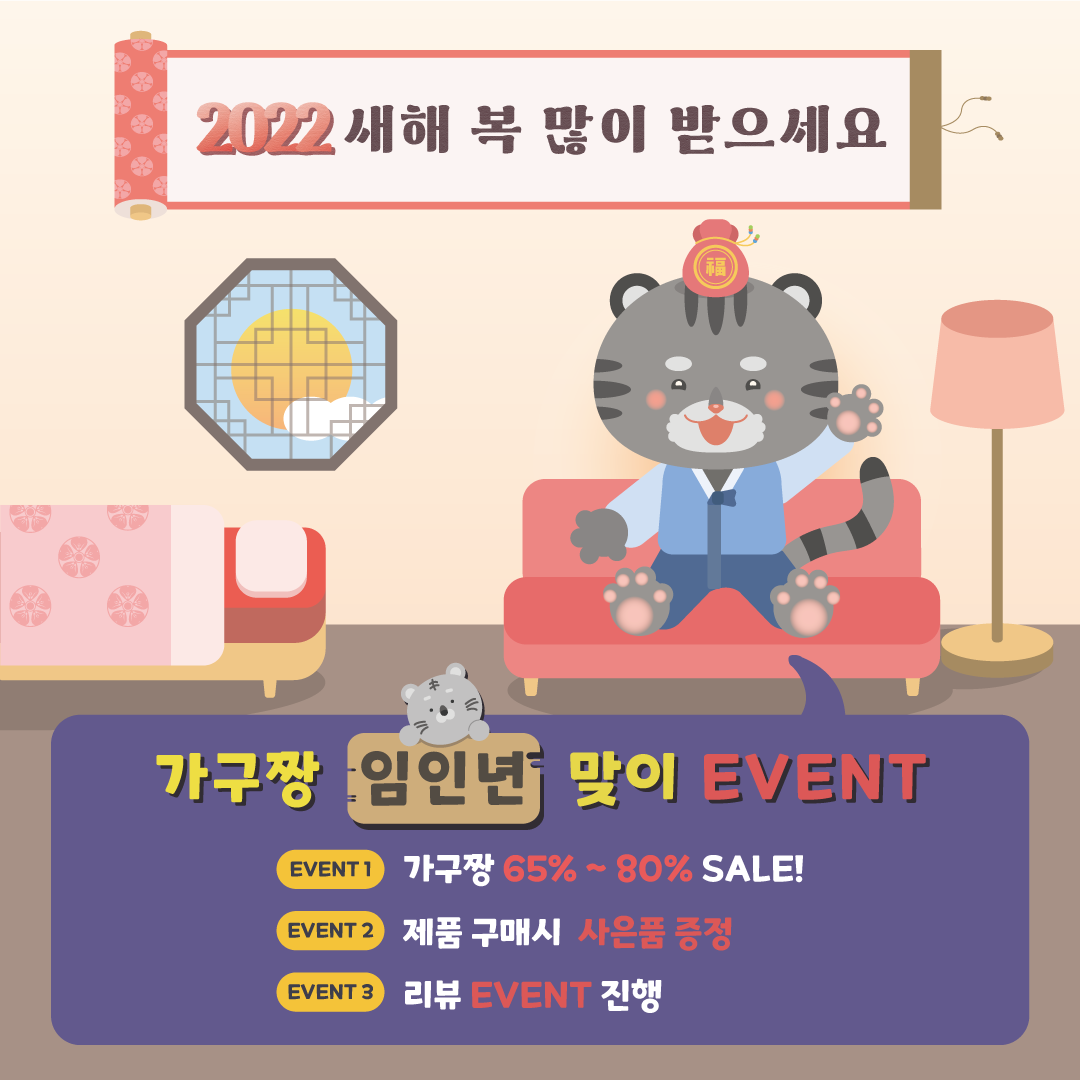 2022 새해 복 많이 받으세요
福
가구짱 임인년 맞이 EVENT
EVENT 1 가구짱 65% ~ 80% SALE!
EVENT 2 제품 구매시 사은품 증정
EVENT 3 리뷰 EVENT 진행